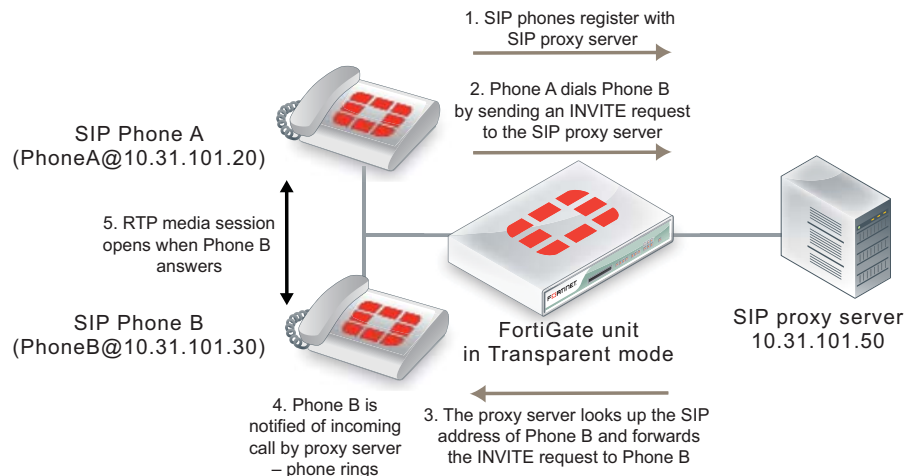 1. SIP phones register with
SIP proxy server
2. Phone A dials Phone B
by sending an INVITE request
to the SIP proxy server
SIP Phone A
(PhoneA@10.31.101.20)
5. RTP media session
opens when Phone B
answers
FORTINET
SIP Phone B
(PhoneB@10.31.101.30)
FortiGate unit
in Transparent mode
SIP proxy server
10.31.101.50
4. Phone B is
notified of incoming
call by proxy server
– phone rings
3. The proxy server looks up the SIP
address of Phone B and forwards
the INVITE request to Phone B